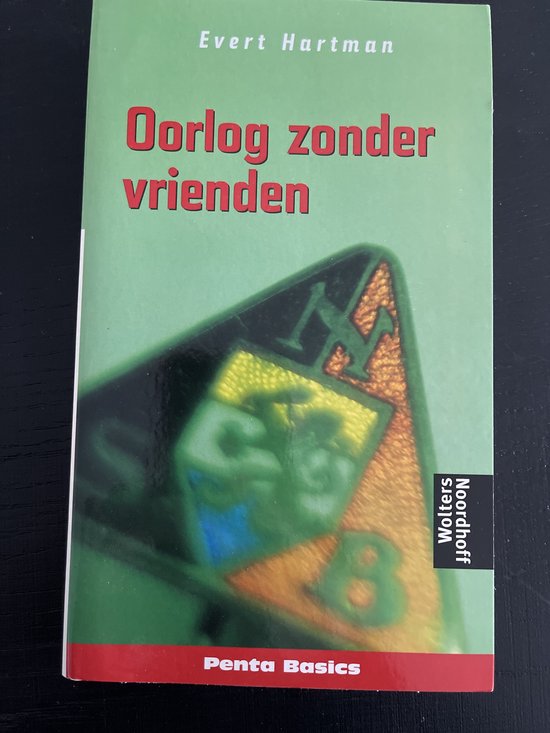 Evert Hartman
Oorlog zonder
vrienden
N
S
B
Wolters
Noordhoff
Penta Basics